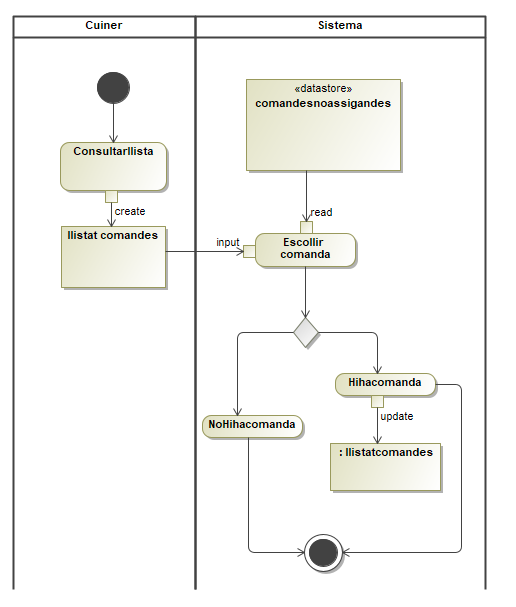 Cuiner
Sistema
«datastore»
comandesnoassigandes
Consultarllista
create
read
llistat comandes
input
Escollir
comanda
Hihacomanda
update
NoHihacomanda
: llistatcomandes